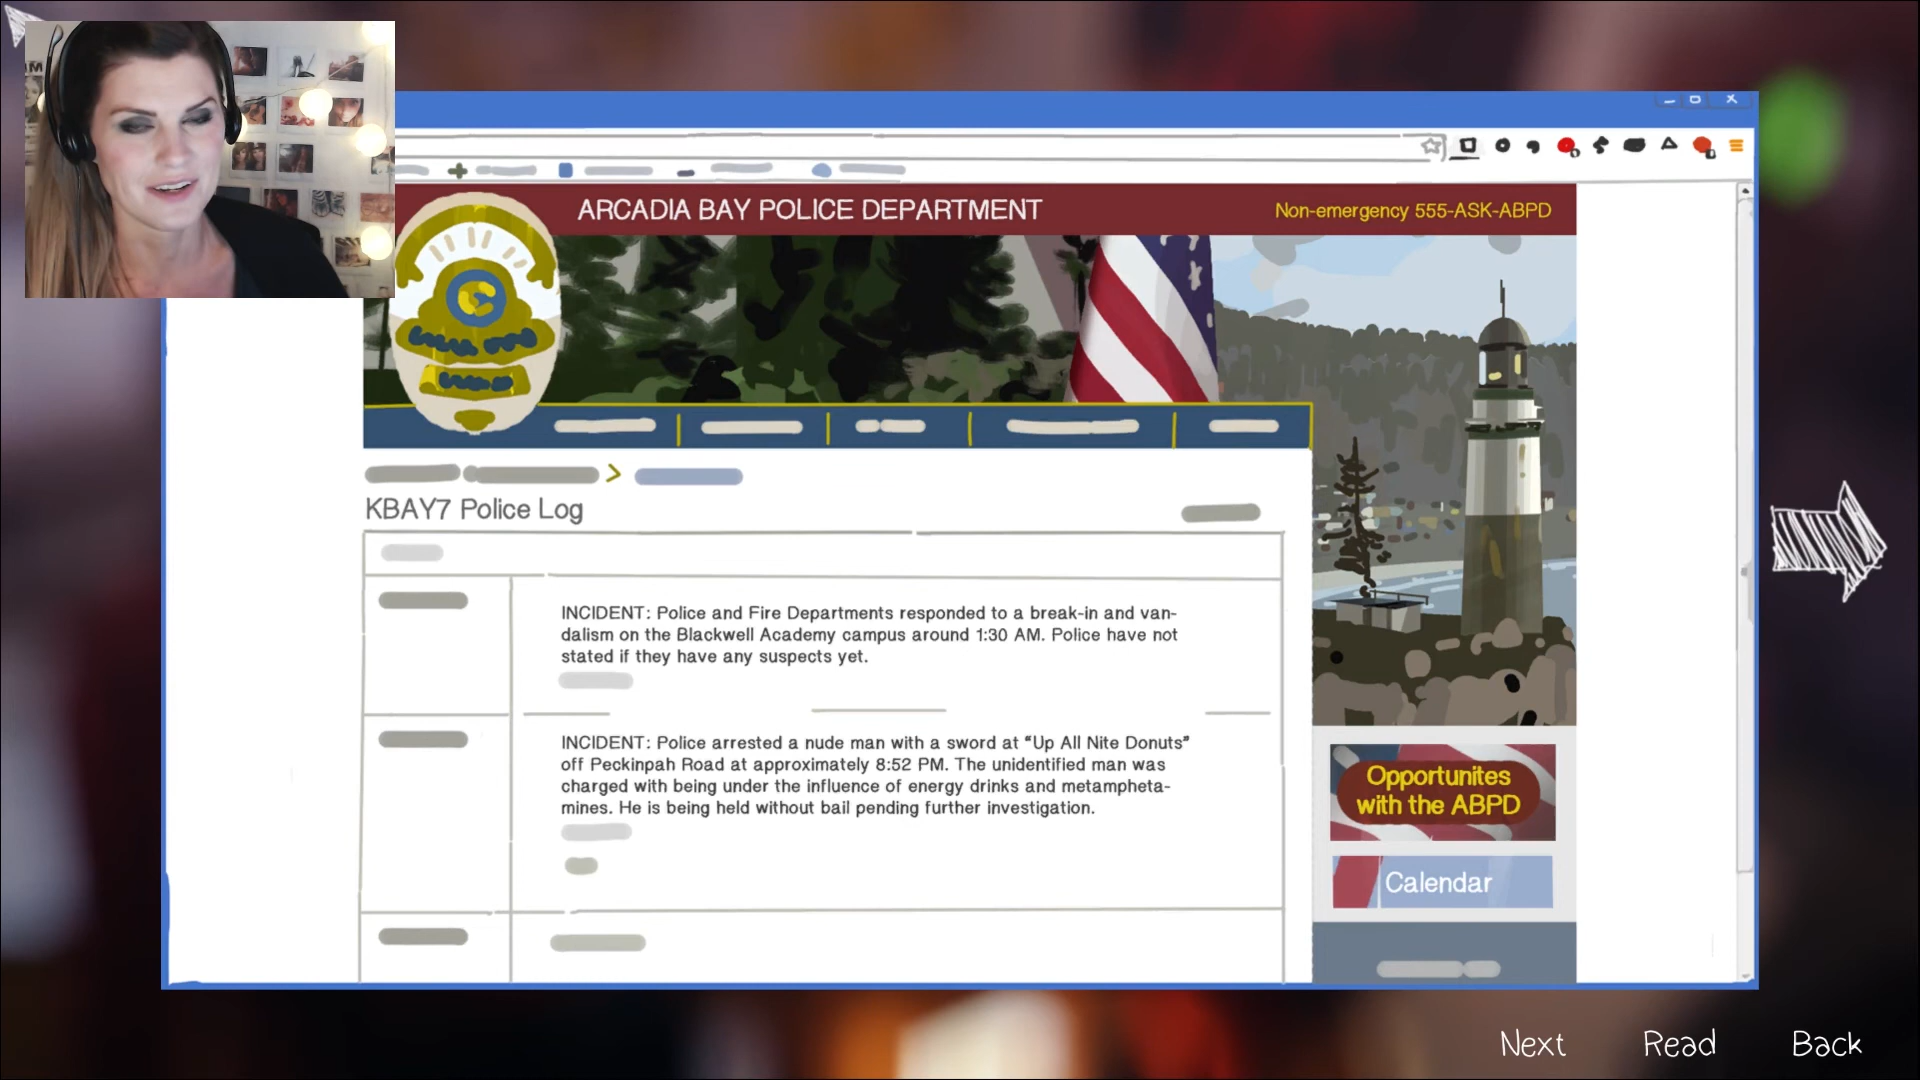 ARCADIA BAY POLICE DEPARTMENT
Non-emergency 555-ASK-ABPD
KBAY7 Police Log
INCIDENT: Police and Fire Departments responded to a break-in and van-
dalism on the Blackwell Academy campus around 1:30 AM. Police have not
stated if they have any suspects yet.
INCIDENT: Police arrested a nude man with a sword at “Up All Nite Donuts”
off Peckinpah Road at approximately 8:52 PM. The unidentified man was
charged with being under the influence of energy drinks and metampheta-
mines. He is being held without bail pending further investigation.
Opportunites
with the ABPD
Calendar
Next
Read
Back